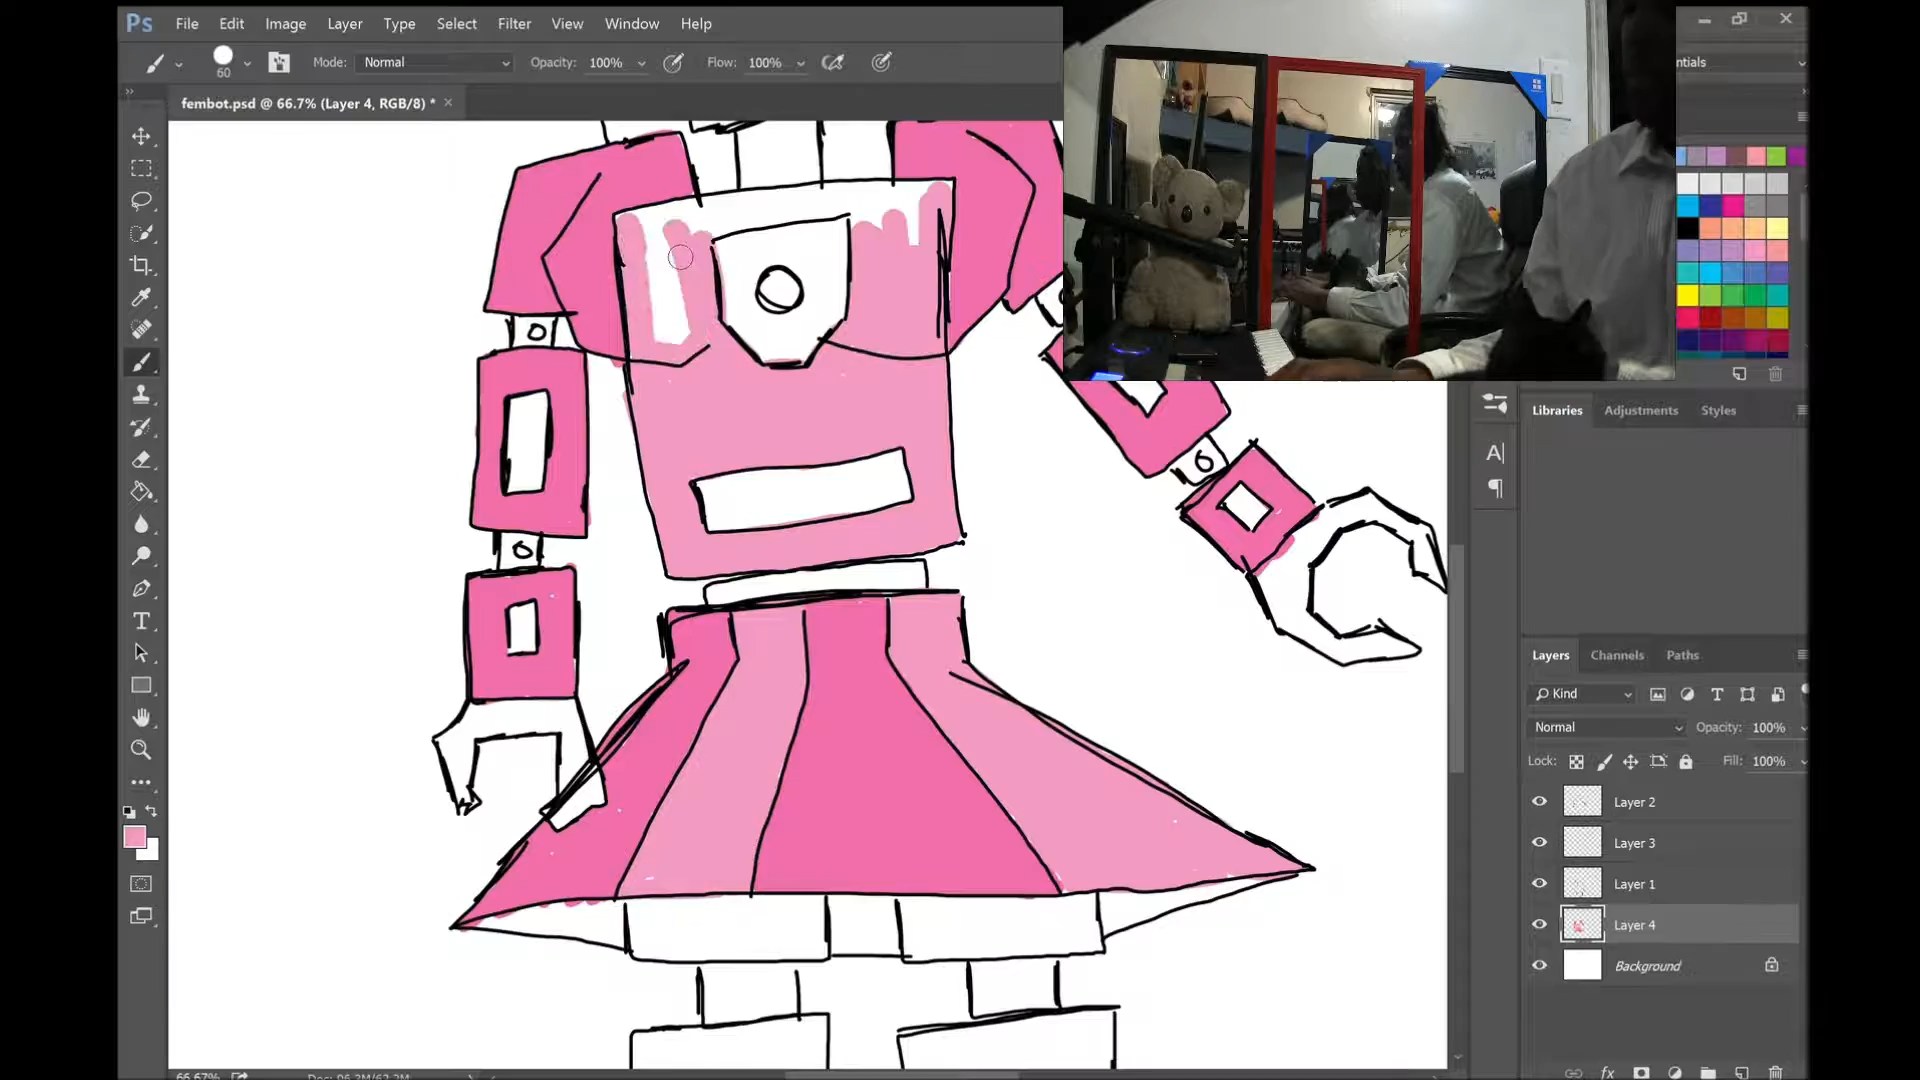 Ps File Edit Image Layer Type Select Filter View Window Help
60 Mode: Normal Opacity: 100% Flow: 100% ntials
fembot.psd @ 66.7% (Layer 4, RGB/8) * ×
Libraries Adjustments Styles
Layers Channels Paths
Kind
Normal Opacity: 100%
Lock: Fill: 100%
Layer 2
Layer 3
Layer 1
Layer 4
Background
fx